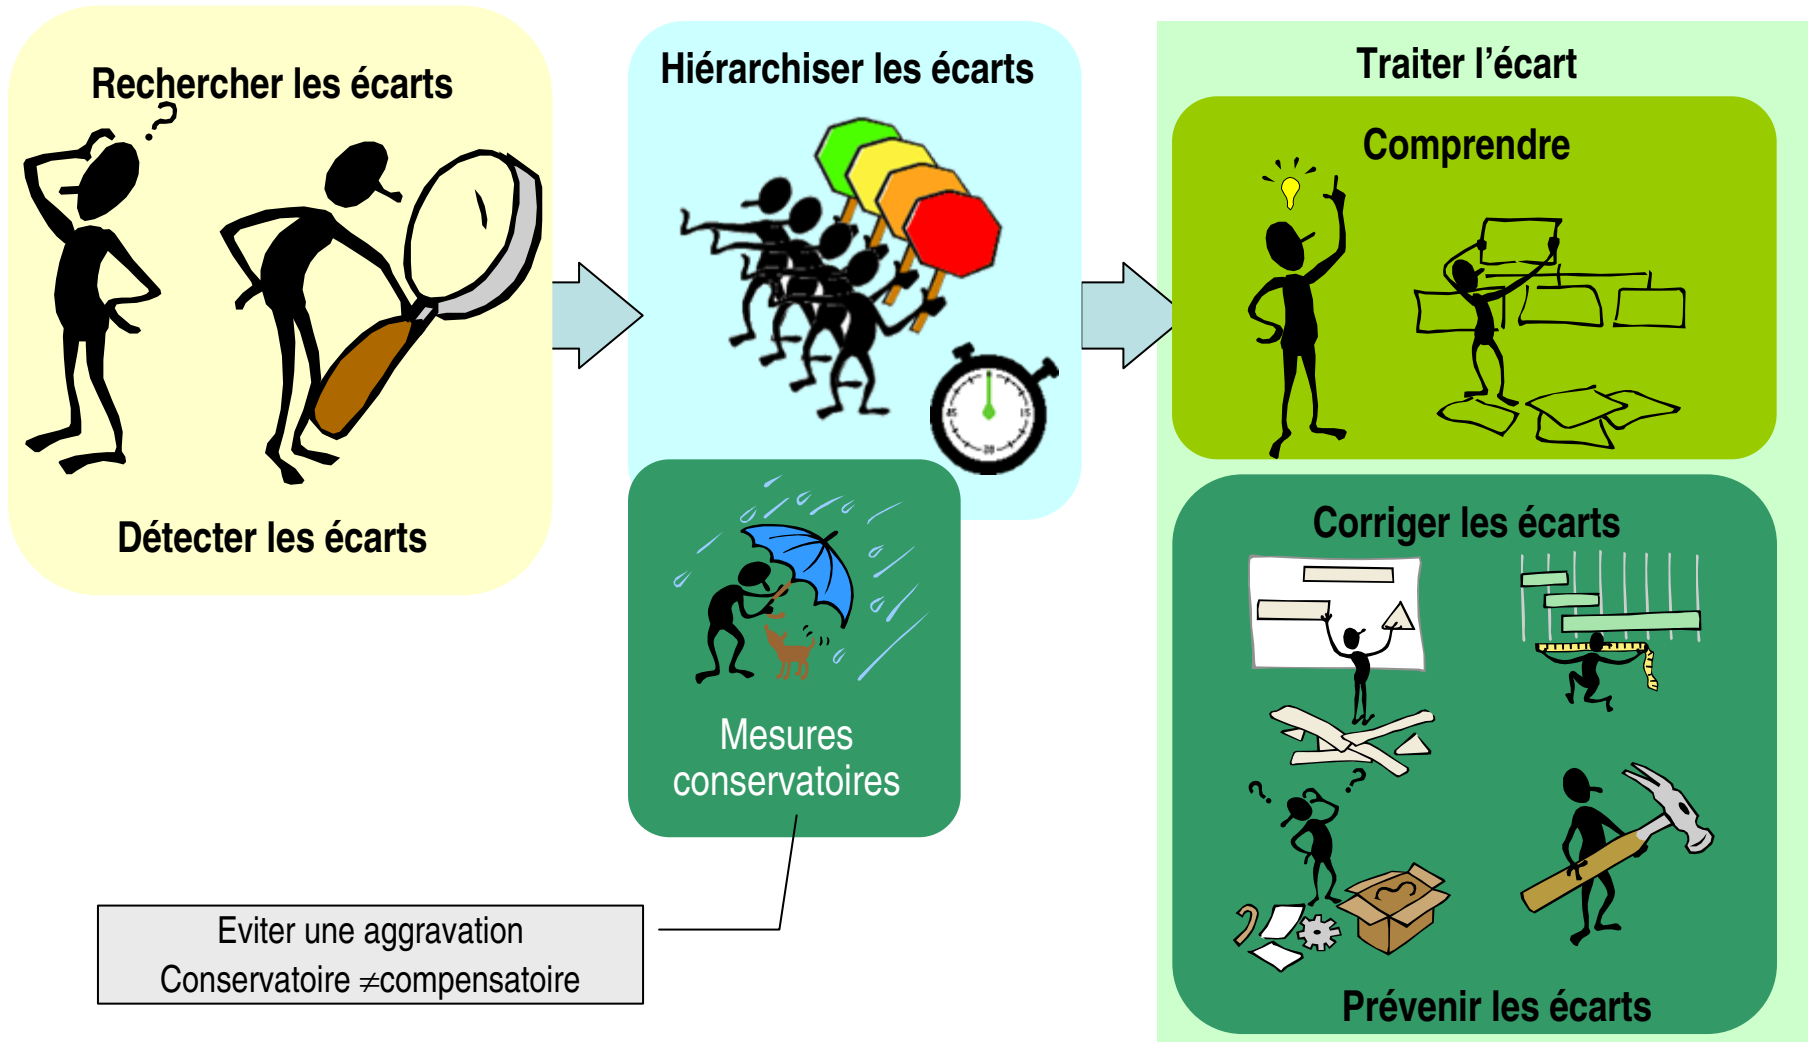 Rechercher les écarts
Détecter les écarts
Hiérarchiser les écarts
Mesures
conservatoires
Eviter une aggravation
Conservatoire ≠compensatoire
Traiter l’écart
Comprendre
Corriger les écarts
Prévenir les écarts